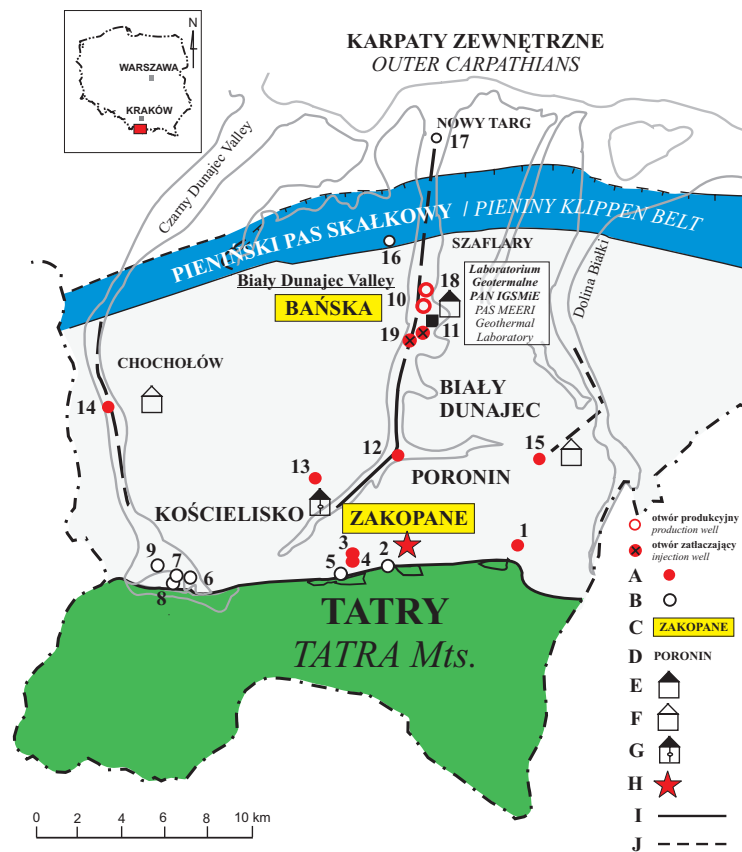 N
WARSZAWA
KRAKÓW
KARPATY ZEWNĘTRZNE
OUTER CARPATHIANS
Czarny Dunajec Valley
NOWY TARG
17
PIENIŃSKI PAS SKAŁKOWY / PIENINY KLIPPEN BELT
Dolina Białki
16
SZAFLARY
Biały Dunajec Valley
BAŃSKA
18
10
11
19
Laboratorium
Geotermalne
PAN IGSMiE
PAS MEERI
Geothermal
Laboratory
CHOCHOŁÓW
14
BIAŁY
DUNAJEC
12
15
13
PORONIN
KOŚCIELISKO
ZAKOPANE
1
3
4
2
5
9
7
6
8
TATRY
TATRA Mts.
otwór produkcyjny
production well
otwór zatłaczający
injection well
A
B
C ZAKOPANE
D PORONIN
E
F
G
H
I
J
0 2 4 6 8 10 km